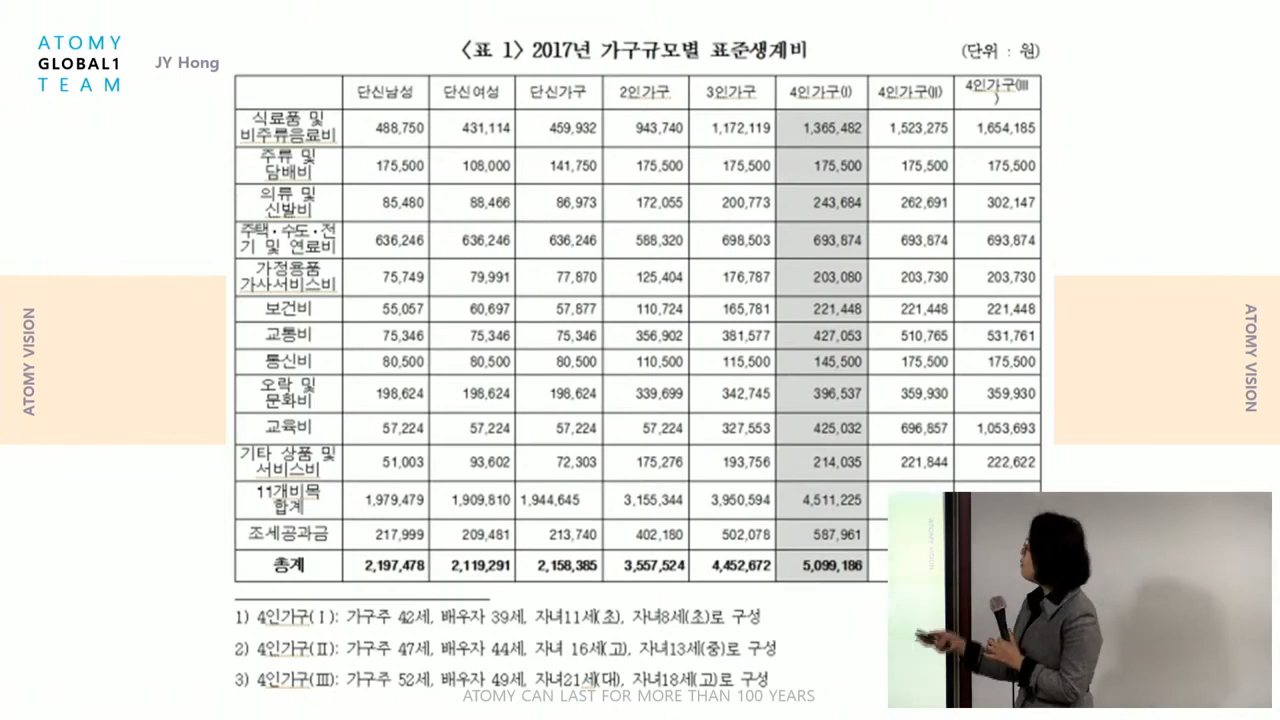 ATOMY
GLOBAL1
TEAM
JY Hong
<표 1> 2017년 가구규모별 표준생계비
(단위 : 원)
단신남성 단신여성 단신가구 2인가구 3인가구 4인가구(I) 4인가구(II) 4인가구(III
)
식료품 및
비주류음료비 488,750 431,114 459,932 943,740 1,172,119 1,365,482 1,523,275 1,654,185
주류 및
담배비 175,500 108,000 141,750 175,500 175,500 175,500 175,500 175,500
의류 및
신발비 85,480 88,466 86,973 172,055 200,773 243,684 262,691 302,147
주택·수도·전
기 및 연료비 636,246 636,246 636,246 588,320 698,503 693,874 693,874 693,874
가정용품
가사서비스비 75,749 79,991 77,870 125,404 176,787 203,080 203,730 203,730
보건비 55,057 60,697 57,877 110,724 165,781 221,448 221,448 221,448
교통비 75,346 75,346 75,346 356,902 381,577 427,053 510,765 531,761
통신비 80,500 80,500 80,500 110,500 115,500 145,500 175,500 175,500
오락 및
문화비 198,624 198,624 198,624 339,699 342,745 396,537 359,930 359,930
교육비 57,224 57,224 57,224 57,224 327,553 425,032 696,857 1,053,693
기타 상품 및
서비스비 51,003 93,602 72,303 175,276 193,756 214,035 221,844 222,622
11개비목
합계 1,979,479 1,909,810 1,944,645 3,155,344 3,950,594 4,511,225
조세공과금 217,999 209,481 213,740 402,180 502,078 587,961
총계 2,197,478 2,119,291 2,158,385 3,557,524 4,452,672 5,099,186
1) 4인가구(Ⅰ): 가구주 42세, 배우자 39세, 자녀11세(초), 자녀8세(초)로 구성
2) 4인가구(Ⅱ): 가구주 47세, 배우자 44세, 자녀 16세(고), 자녀13세(중)로 구성
3) 4인가구(Ⅲ): 가구주 52세, 배우자 49세, 자녀21세(대), 자녀18세(고)로 구성
ATOMY CAN LAST FOR MORE THAN 100 YEARS
ATOMY VISION
ATOMY VISION
ATOMY VISION